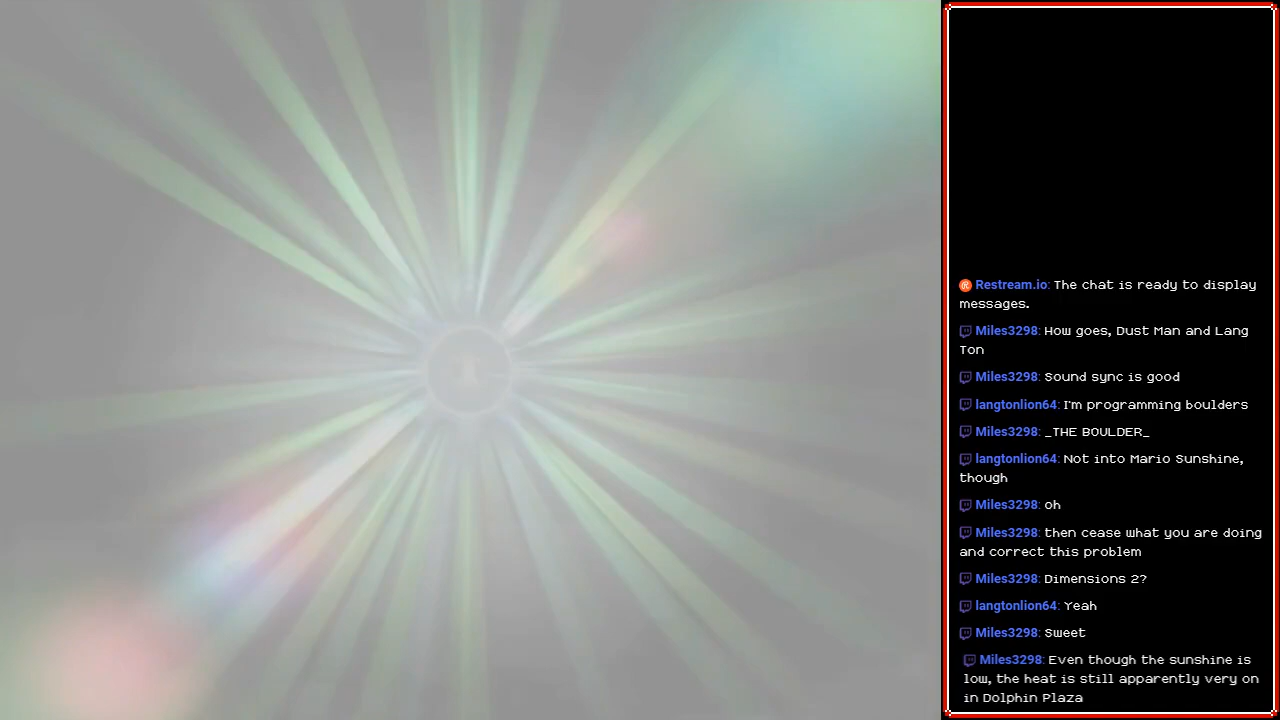 Restream.io: The chat is ready to display
messages.
Miles3298: How goes, Dust Man and Lang
Ton
Miles3298: Sound sync is good
langtonlion64: I'm programming boulders
Miles3298: _THE BOULDER_
langtonlion64: Not into Mario Sunshine,
though
Miles3298: oh
Miles3298: then cease what you are doing
and correct this problem
Miles3298: Dimensions 2?
langtonlion64: Yeah
Miles3298: Sweet
Miles3298: Even though the sunshine is
low, the heat is still apparently very on
in Dolphin Plaza